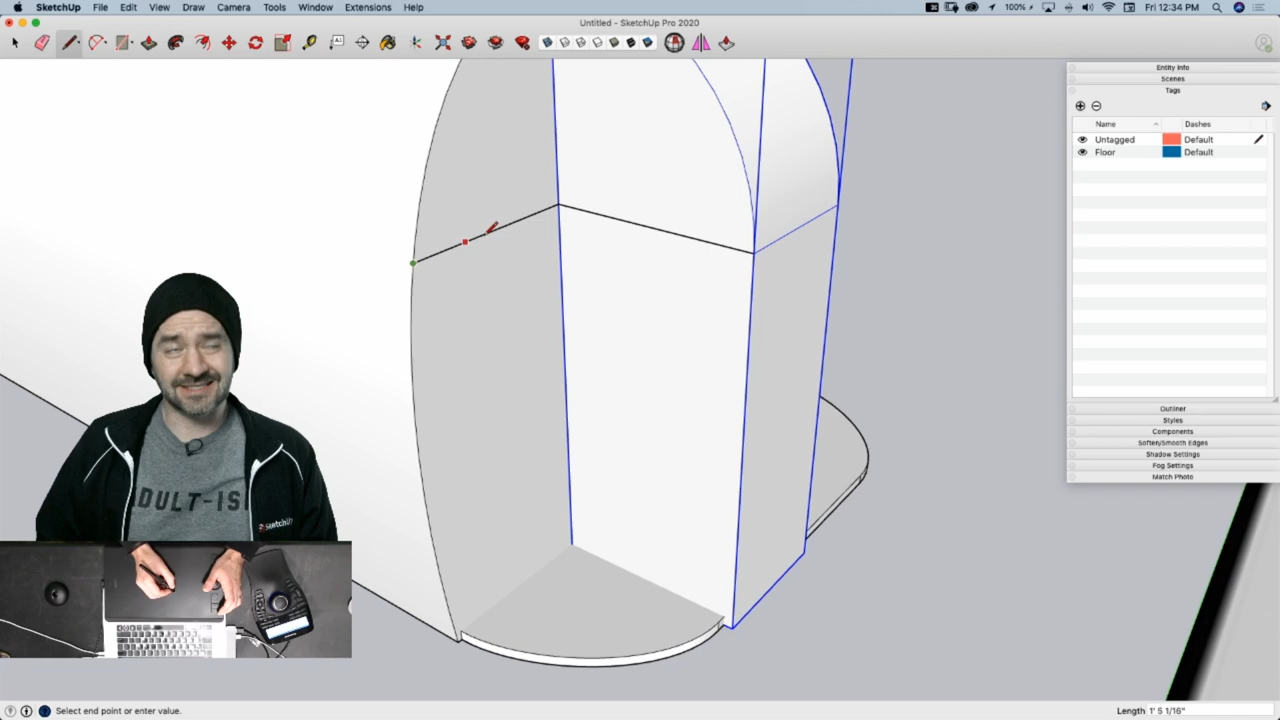 SketchUp File Edit View Draw Camera Tools Window Extensions Help
100% Fri 12:34 PM
Untitled - SketchUp Pro 2020
Entity Info
Scenes
Tags
Name Dashes
Untagged Default
Floor Default
Outliner
Styles
Components
Soften/Smooth Edges
Shadow Settings
Fog Settings
Match Photo
DULT-IS
SketchUp
Select end point or enter value.
Length 1' 5 1/16"